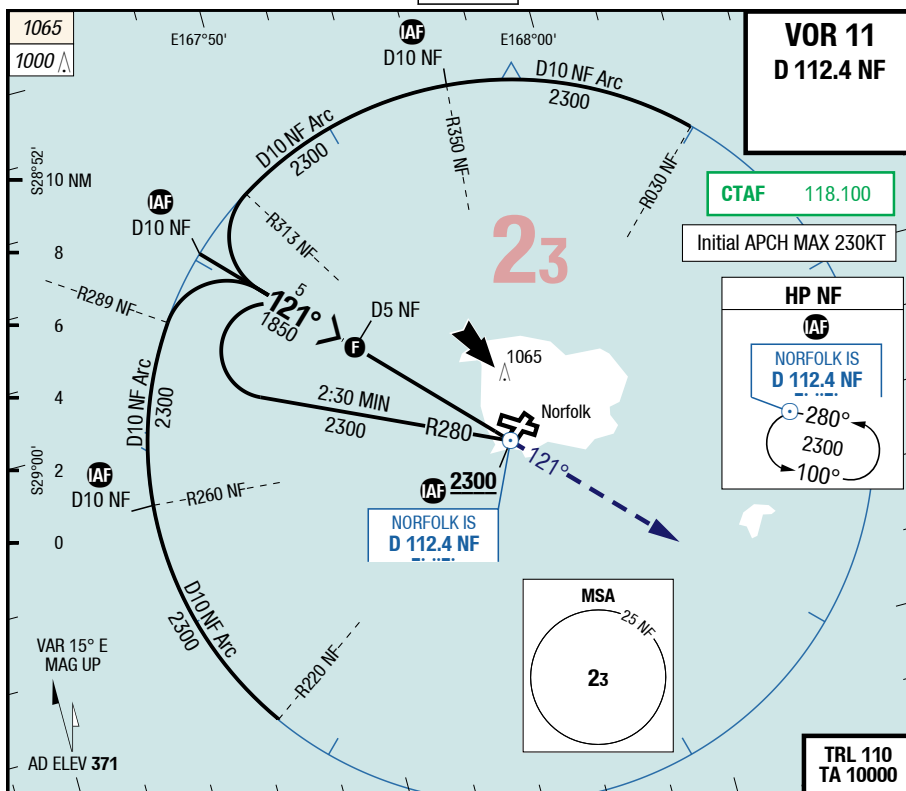 1065
1000
E167°50'
IAF
D10 NF
E168°00'
VOR 11
D 112.4 NF
D10 NF Arc
2300
D10 NF Arc
2300
R350 NF
R030 NF
S28°52'
10 NM
8
6
4
2
0
S29°00'
CTAF 118.100
Initial APCH MAX 230KT
IAF
D10 NF
R313 NF
23
R289 NF
5
121°
1850
D5 NF
F
1065
Norfolk
2:30 MIN
2300
R280
121°
IAF 2300
NORFOLK IS
D 112.4 NF
HP NF
IAF
NORFOLK IS
D 112.4 NF
280°
2300
100°
D10 NF Arc
2300
IAF
D10 NF
R260 NF
D10 NF Arc
2300
R220 NF
MSA
25 NF
23
VAR 15° E
MAG UP
AD ELEV 371
TRL 110
TA 10000